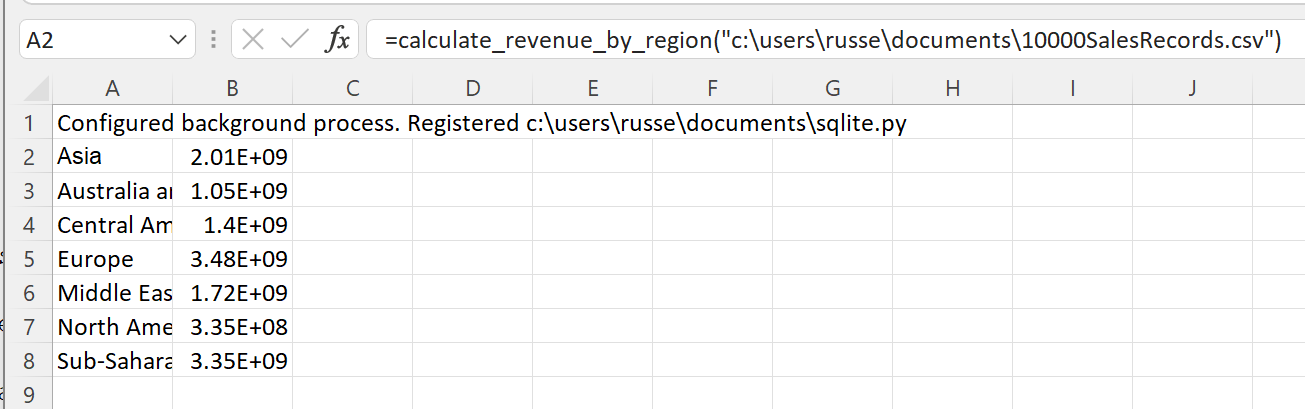 A2 fx =calculate_revenue_by_region("c:\users\russe\documents\10000SalesRecords.csv")
A B C D E F G H I J
1 Configured background process. Registered c:\users\russe\documents\sqlite.py
2 Asia 2.01E+09
3 Australia 1.05E+09
4 Central Am 1.4E+09
5 Europe 3.48E+09
6 Middle Eas 1.72E+09
7 North Ame 3.35E+08
8 Sub-Sahara 3.35E+09
9